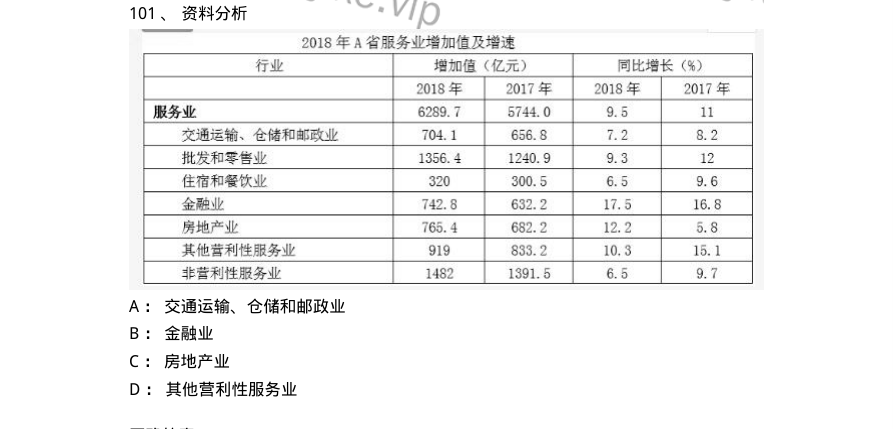 101 、 资料分析
2018 年 A 省服务业增加值及增速
行业 增加值（亿元） 同比增长（%）
2018 年 2017 年 2018 年 2017 年
服务业 6289.7 5744.0 9.5 11
交通运输、仓储和邮政业 704.1 656.8 7.2 8.2
批发和零售业 1356.4 1240.9 9.3 12
住宿和餐饮业 320 300.5 6.5 9.6
金融业 742.8 632.2 17.5 16.8
房地产业 765.4 682.2 12.2 5.8
其他营利性服务业 919 833.2 10.3 15.1
非营利性服务业 1482 1391.5 6.5 9.7
A： 交通运输、仓储和邮政业
B： 金融业
C： 房地产业
D： 其他营利性服务业